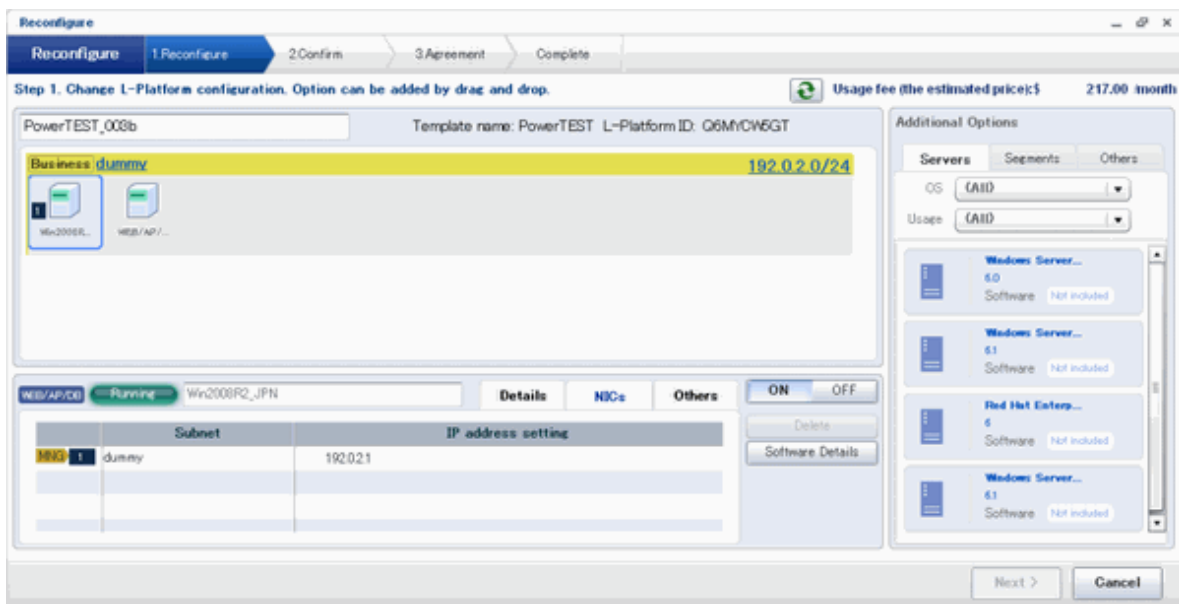 Reconfigure
Reconfigure 1.Reconfigure 2.Confirm 3.Agreement Complete
Step 1. Change L-Platform configuration. Option can be added by drag and drop. Usage fee (the estimated price):$ 217.00 /month
PowerTEST_003b Template name: PowerTEST L-Platform ID: Q6MYCW6GT
Business dummy 192.0.2.0/24
1
Win2008R... WEB/AP/...
WEB/AP/DB Running Win2008R2_JPN Details NICs Others ON OFF
Subnet IP address setting
MNG 1 dummy 192.0.2.1
Delete
Software Details
Additional Options
Servers Segments Others
OS (All)
Usage (All)
Windows Server...
6.0
Software Not included
Windows Server...
6.1
Software Not included
Red Hat Enterp...
6
Software Not included
Windows Server...
6.1
Software Not included
Next > Cancel